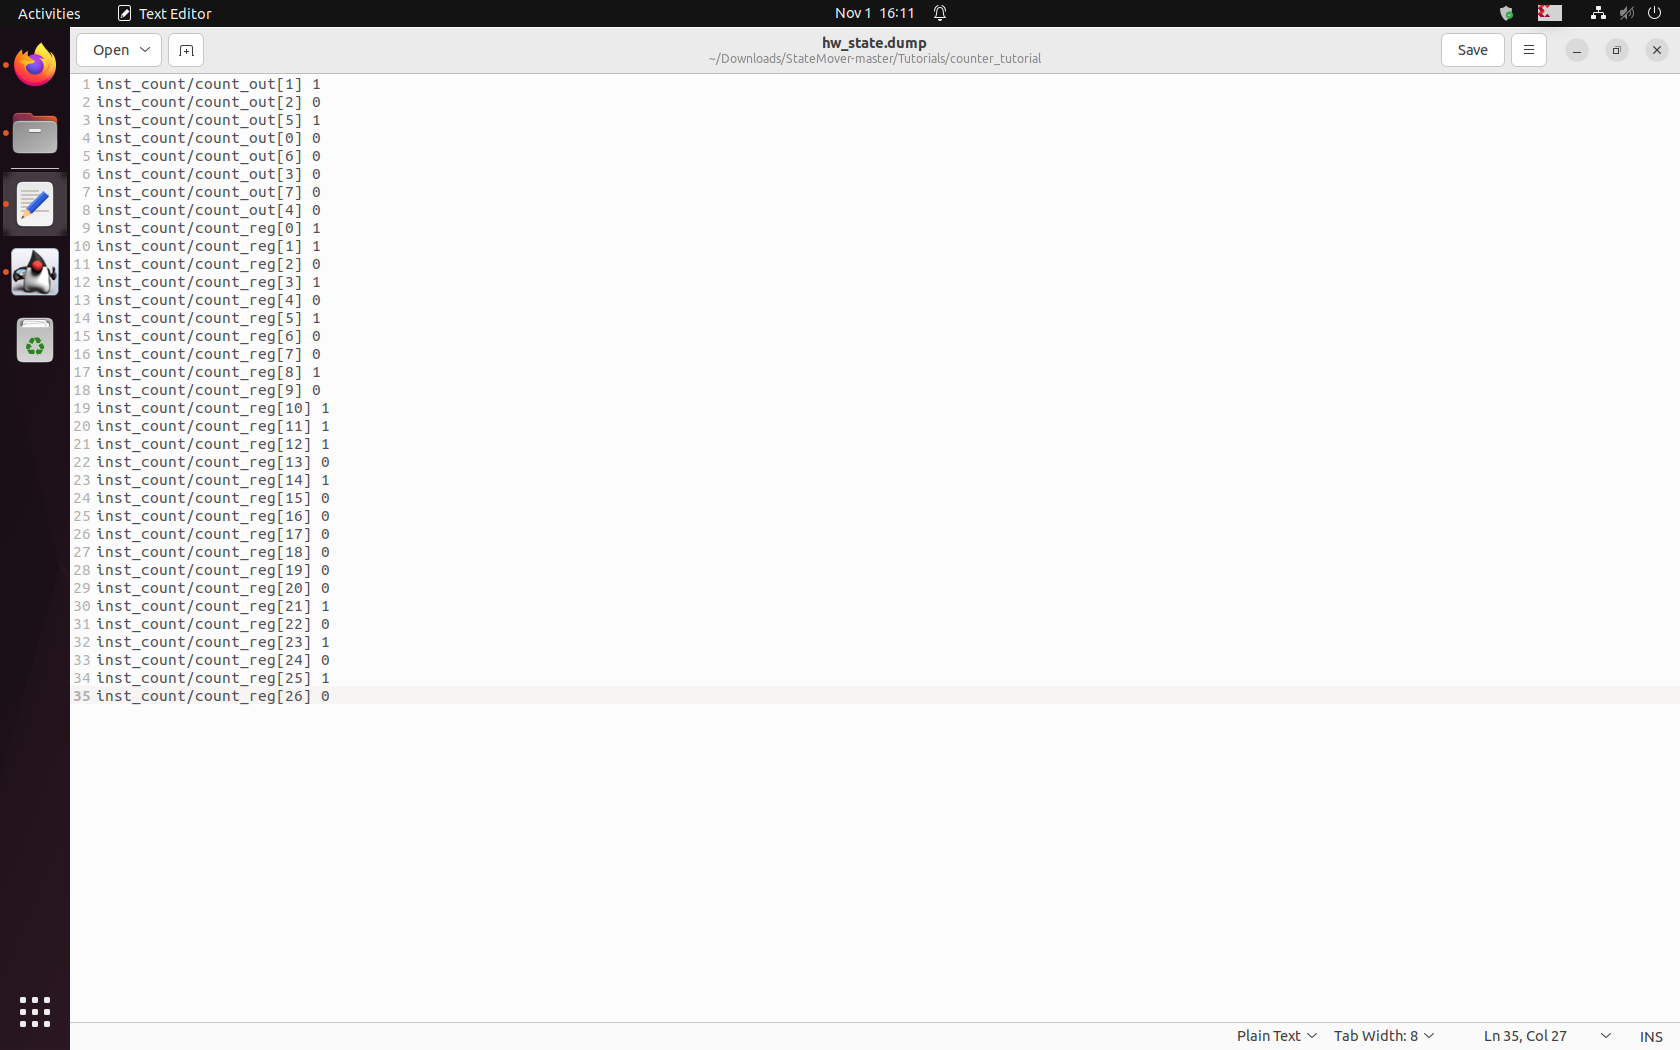 Activities Text Editor Nov 1 16:11
Open hw_state.dump Save
~/Downloads/StateMover-master/Tutorials/counter_tutorial
1 inst_count/count_out[1] 1
2 inst_count/count_out[2] 0
3 inst_count/count_out[5] 1
4 inst_count/count_out[0] 0
5 inst_count/count_out[6] 0
6 inst_count/count_out[3] 0
7 inst_count/count_out[7] 0
8 inst_count/count_out[4] 0
9 inst_count/count_reg[0] 1
10 inst_count/count_reg[1] 1
11 inst_count/count_reg[2] 0
12 inst_count/count_reg[3] 1
13 inst_count/count_reg[4] 0
14 inst_count/count_reg[5] 1
15 inst_count/count_reg[6] 0
16 inst_count/count_reg[7] 0
17 inst_count/count_reg[8] 1
18 inst_count/count_reg[9] 0
19 inst_count/count_reg[10] 1
20 inst_count/count_reg[11] 1
21 inst_count/count_reg[12] 1
22 inst_count/count_reg[13] 0
23 inst_count/count_reg[14] 1
24 inst_count/count_reg[15] 0
25 inst_count/count_reg[16] 0
26 inst_count/count_reg[17] 0
27 inst_count/count_reg[18] 0
28 inst_count/count_reg[19] 0
29 inst_count/count_reg[20] 0
30 inst_count/count_reg[21] 1
31 inst_count/count_reg[22] 0
32 inst_count/count_reg[23] 1
33 inst_count/count_reg[24] 0
34 inst_count/count_reg[25] 1
35 inst_count/count_reg[26] 0
Plain Text Tab Width: 8 Ln 35, Col 27 INS